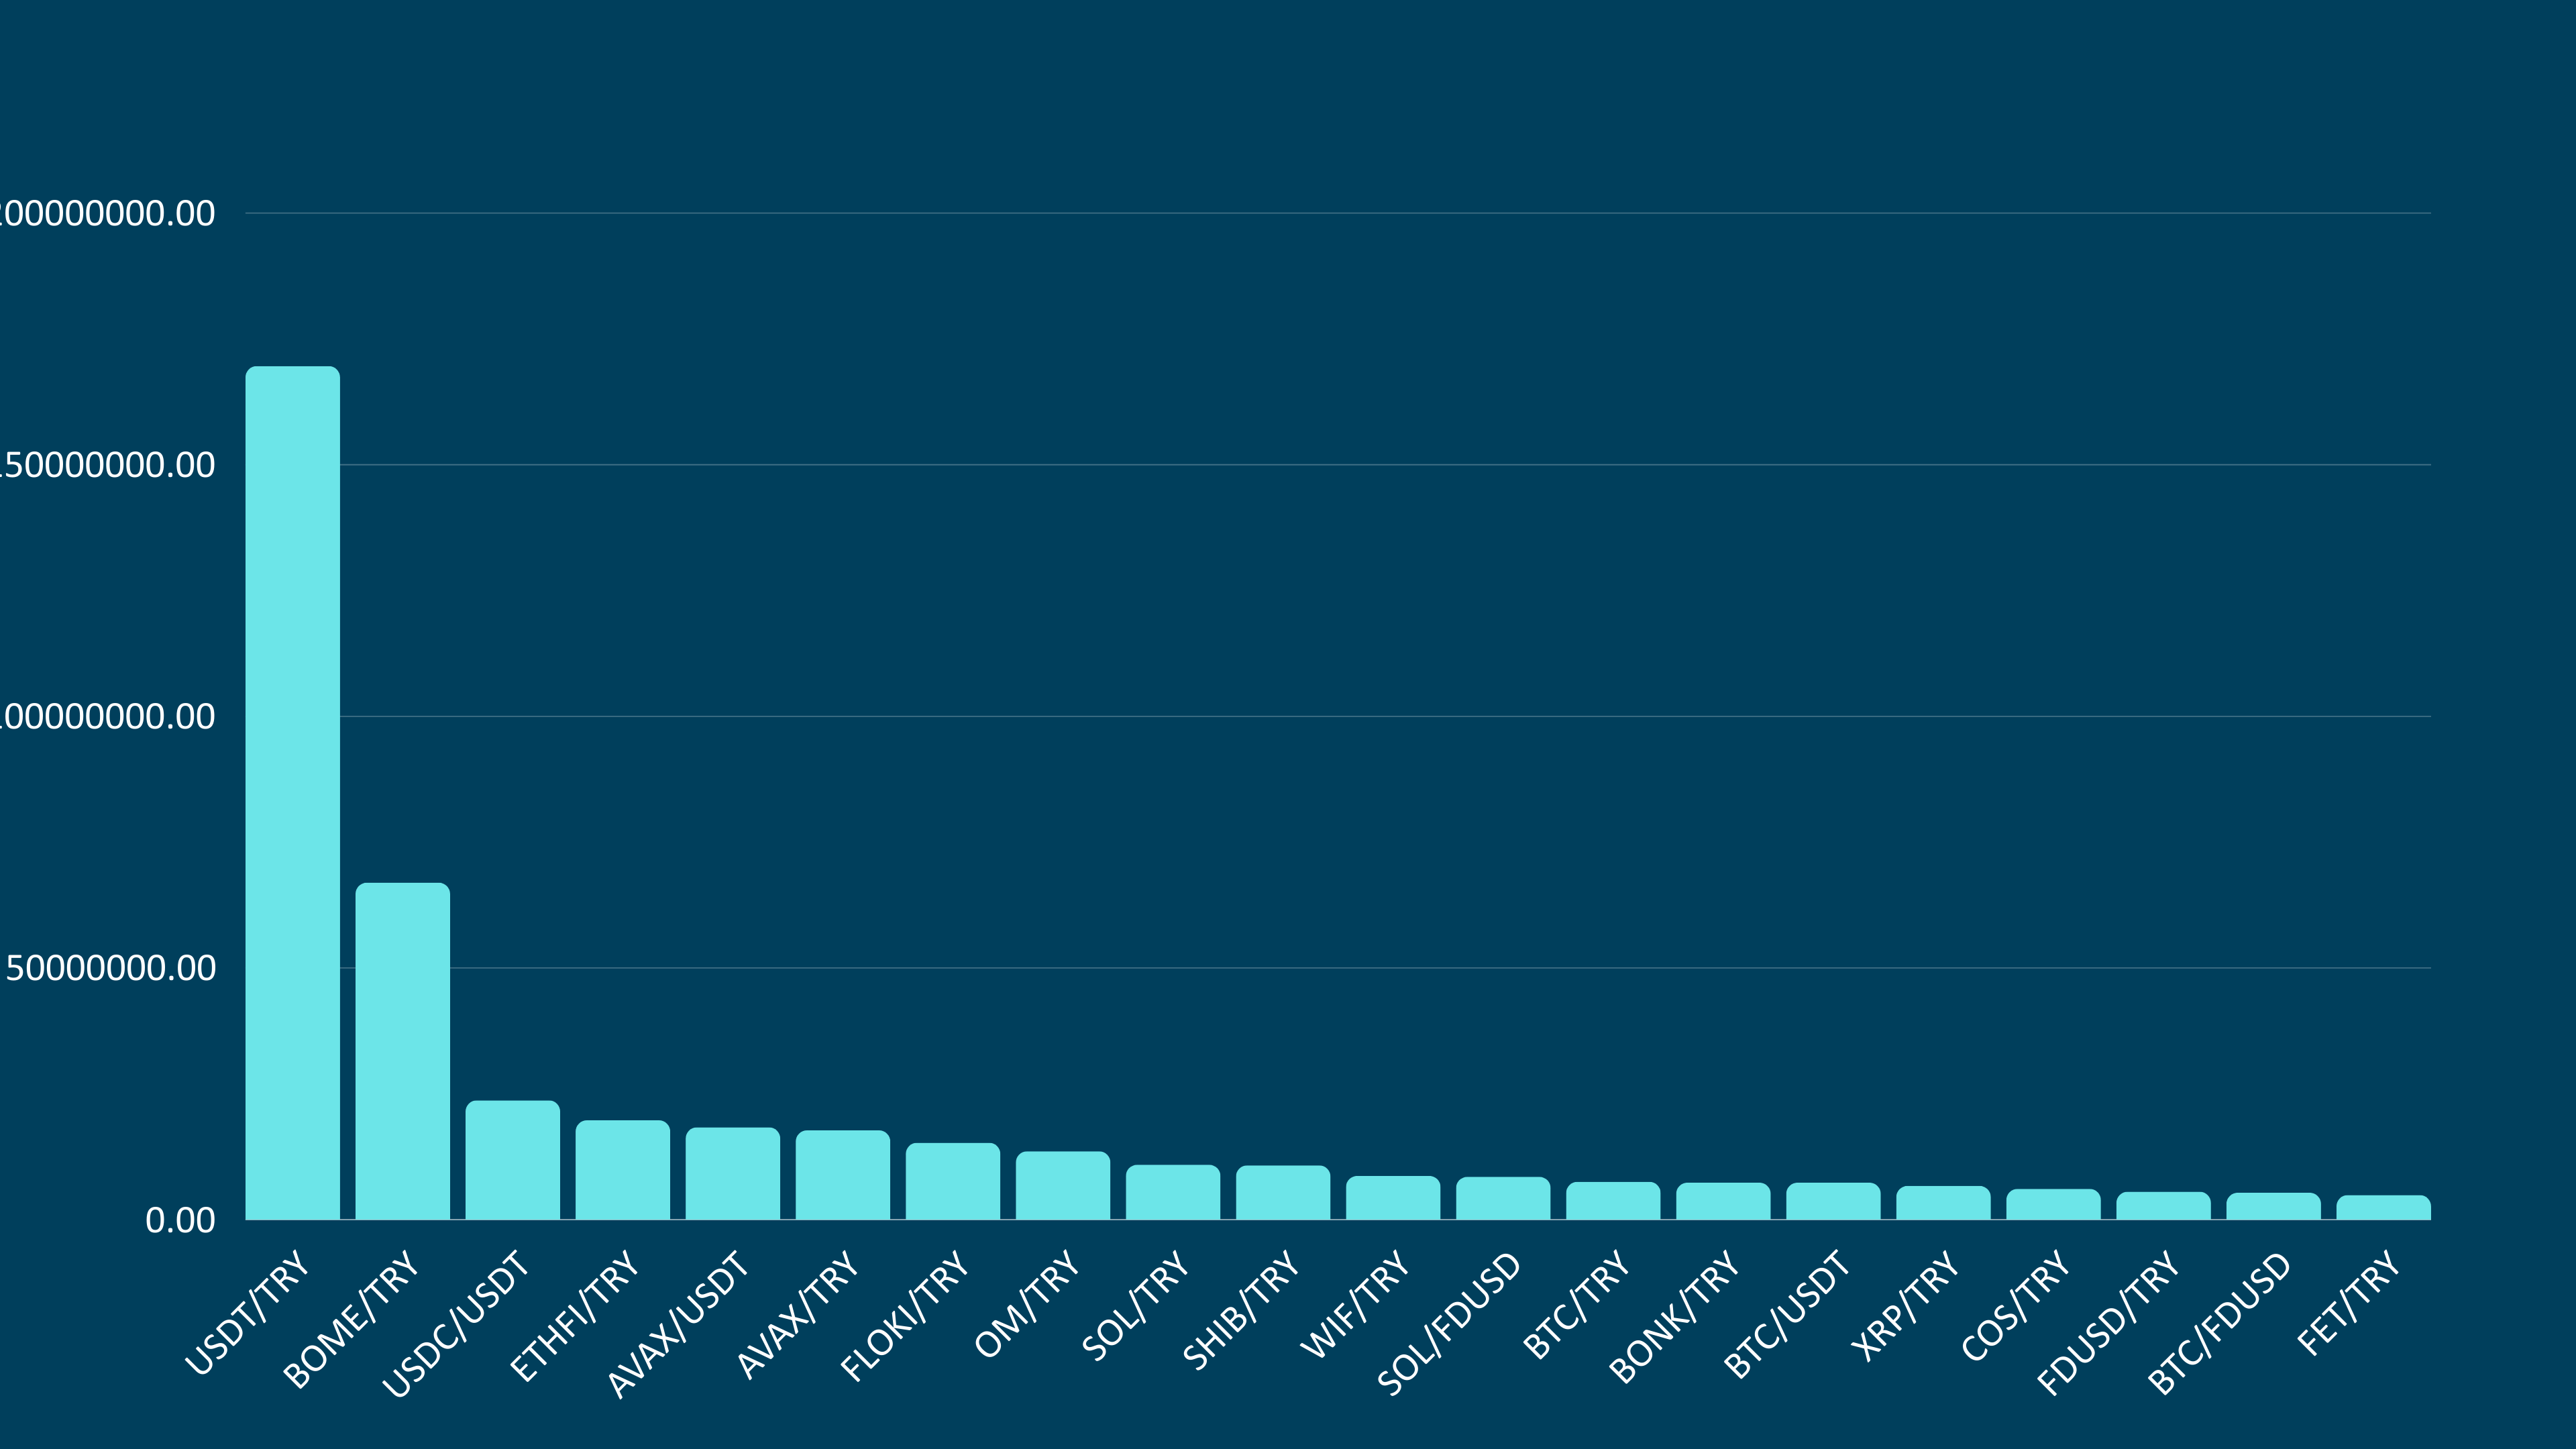 200000000.00
150000000.00
100000000.00
50000000.00
0.00
USDT/TRY
BOME/TRY
USDC/USDT
ETHFI/TRY
AVAX/USDT
AVAX/TRY
FLOKI/TRY
OM/TRY
SOL/TRY
SHIB/TRY
WIF/TRY
SOL/FDUSD
BTC/TRY
BONK/TRY
BTC/USDT
XRP/TRY
COS/TRY
FDUSD/TRY
BTC/FDUSD
FET/TRY